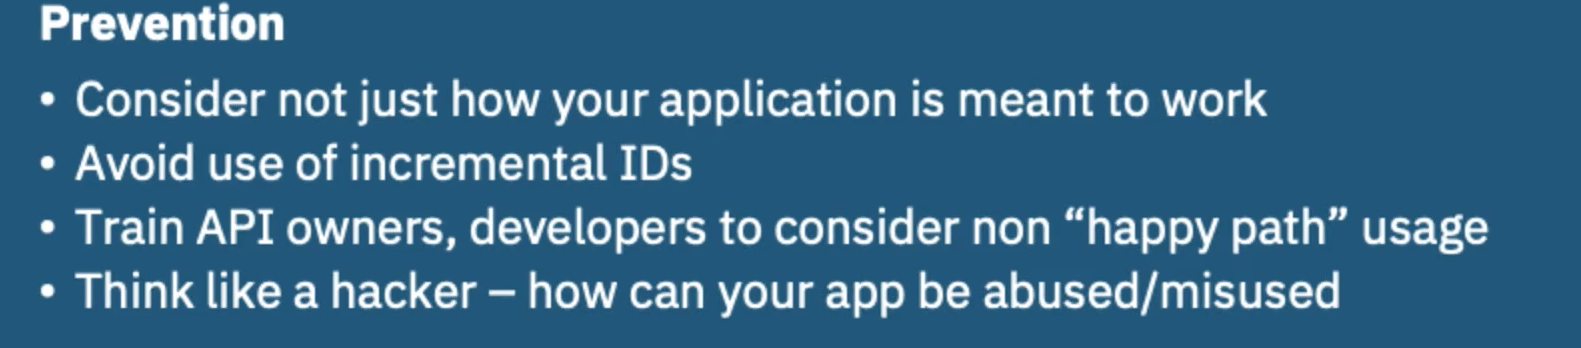 Prevention
• Consider not just how your application is meant to work
• Avoid use of incremental IDs
• Train API owners, developers to consider non “happy path” usage
• Think like a hacker – how can your app be abused/misused